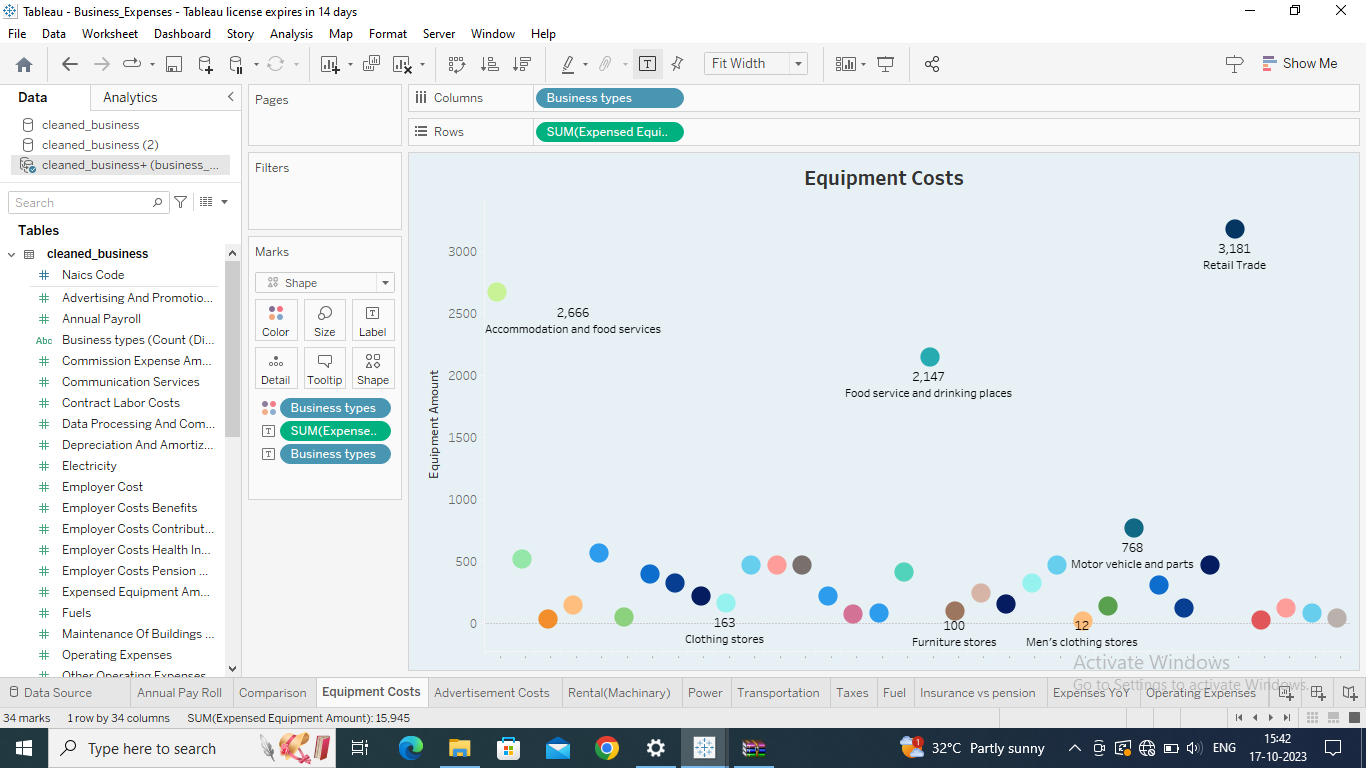 Tableau - Business_Expenses - Tableau license expires in 14 days
File Data Worksheet Dashboard Story Analysis Map Format Server Window Help
Fit Width
Show Me
Data Analytics
cleaned_business
cleaned_business (2)
cleaned_business+ (business_...
Search
Tables
cleaned_business
Naics Code
Advertising And Promotio...
Annual Payroll
Abc Business types (Count (Di...
Commission Expense Am...
Communication Services
Contract Labor Costs
Data Processing And Com...
Depreciation And Amortiz...
Electricity
Employer Cost
Employer Costs Benefits
Employer Costs Contribut...
Employer Costs Health In...
Employer Costs Pension ...
Expensed Equipment Am...
Fuels
Maintenance Of Buildings ...
Operating Expenses
Other Operating Expenses
Pages
Filters
Marks
Shape
Color Size Label
Detail Tooltip Shape
Business types
SUM(Expense..
Business types
Columns Business types
Rows SUM(Expensed Equi..
Equipment Costs
Equipment Amount
3000
2500
2000
1500
1000
500
0
3,181
Retail Trade
2,666
Accommodation and food services
2,147
Food service and drinking places
768
Motor vehicle and parts
163
Clothing stores
100
Furniture stores
12
Men's clothing stores
Activate Windows
Go to Settings to activate Windows.
Data Source Annual Pay Roll Comparison Equipment Costs Advertisement Costs Rental(Machinary) Power Transportation Taxes Fuel Insurance vs pension Expenses YoY Operating Expenses
34 marks 1 row by 34 columns SUM(Expensed Equipment Amount): 15,945
Type here to search
1
32°C Partly sunny
ENG
15:42
17-10-2023